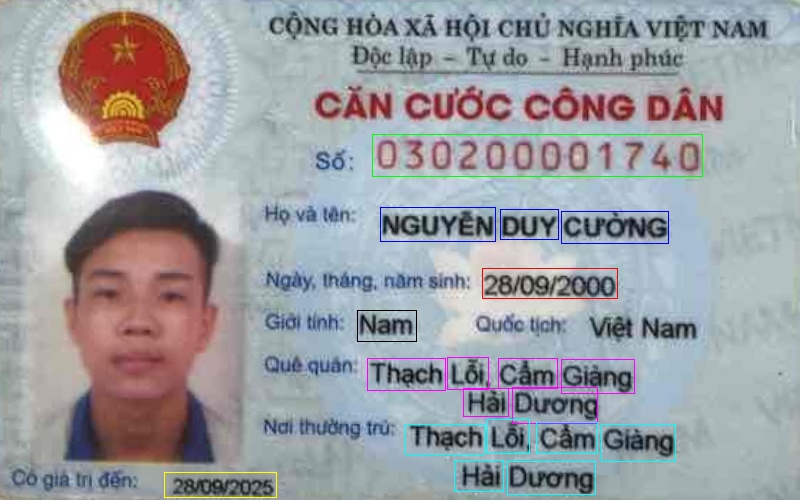 CỘNG HÒA XÃ HỘI CHỦ NGHĨA VIỆT NAM
Độc lập - Tự do - Hạnh phúc
CĂN CƯỚC CÔNG DÂN
Số: 030200001740
Họ và tên: NGUYỄN DUY CƯỜNG
Ngày, tháng, năm sinh: 28/09/2000
Giới tính: Nam Quốc tịch: Việt Nam
Quê quán: Thạch Lỗi, Cẩm Giàng
Hải Dương
Nơi thường trú: Thạch Lỗi, Cẩm Giàng
Hải Dương
Có giá trị đến: 28/09/2025